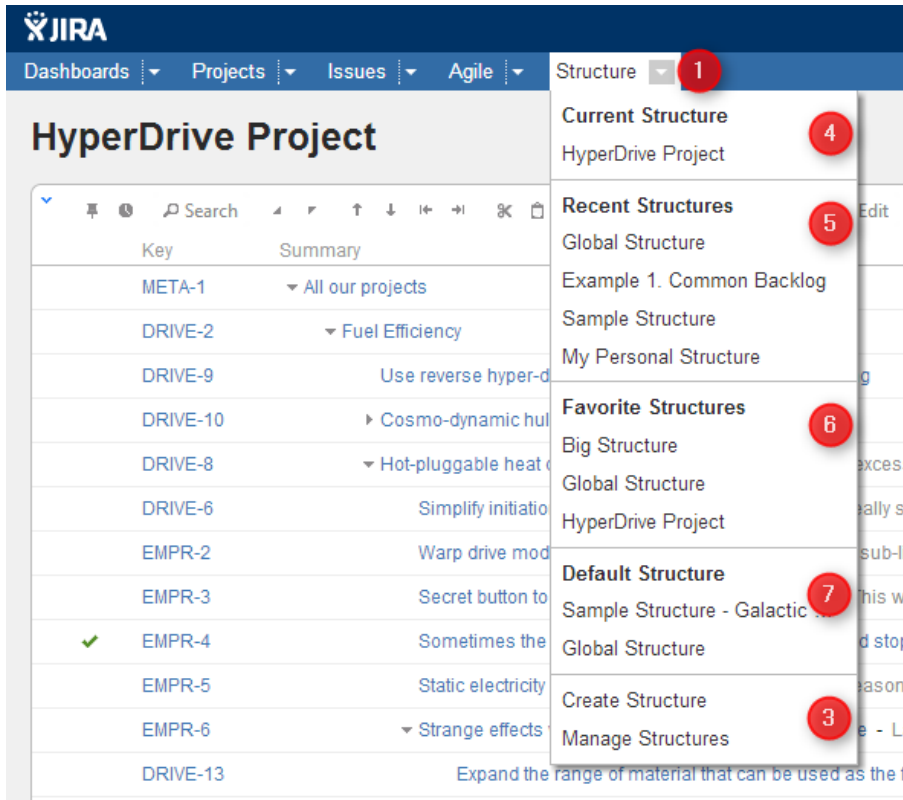 JIRA
Dashboards Projects Issues Agile Structure 1
HyperDrive Project
Current Structure
HyperDrive Project
4
Search Edit
Recent Structures
5
Global Structure
Example 1. Common Backlog
Sample Structure
My Personal Structure
Favorite Structures
6
Big Structure
Global Structure
HyperDrive Project
Default Structure
7
Sample Structure - Galactic ...
Global Structure
Create Structure
3
Manage Structures
Key Summary
META-1 All our projects
DRIVE-2 Fuel Efficiency
DRIVE-9 Use reverse hyper-d g
DRIVE-10 Cosmo-dynamic hul
DRIVE-8 Hot-pluggable heat exces
DRIVE-6 Simplify initiatio eally s
EMPR-2 Warp drive mod sub-l
EMPR-3 Secret button to his w
EMPR-4 Sometimes the d stop
EMPR-5 Static electricity eason
EMPR-6 Strange effects e - L
DRIVE-13 Expand the range of material that can be used as the f